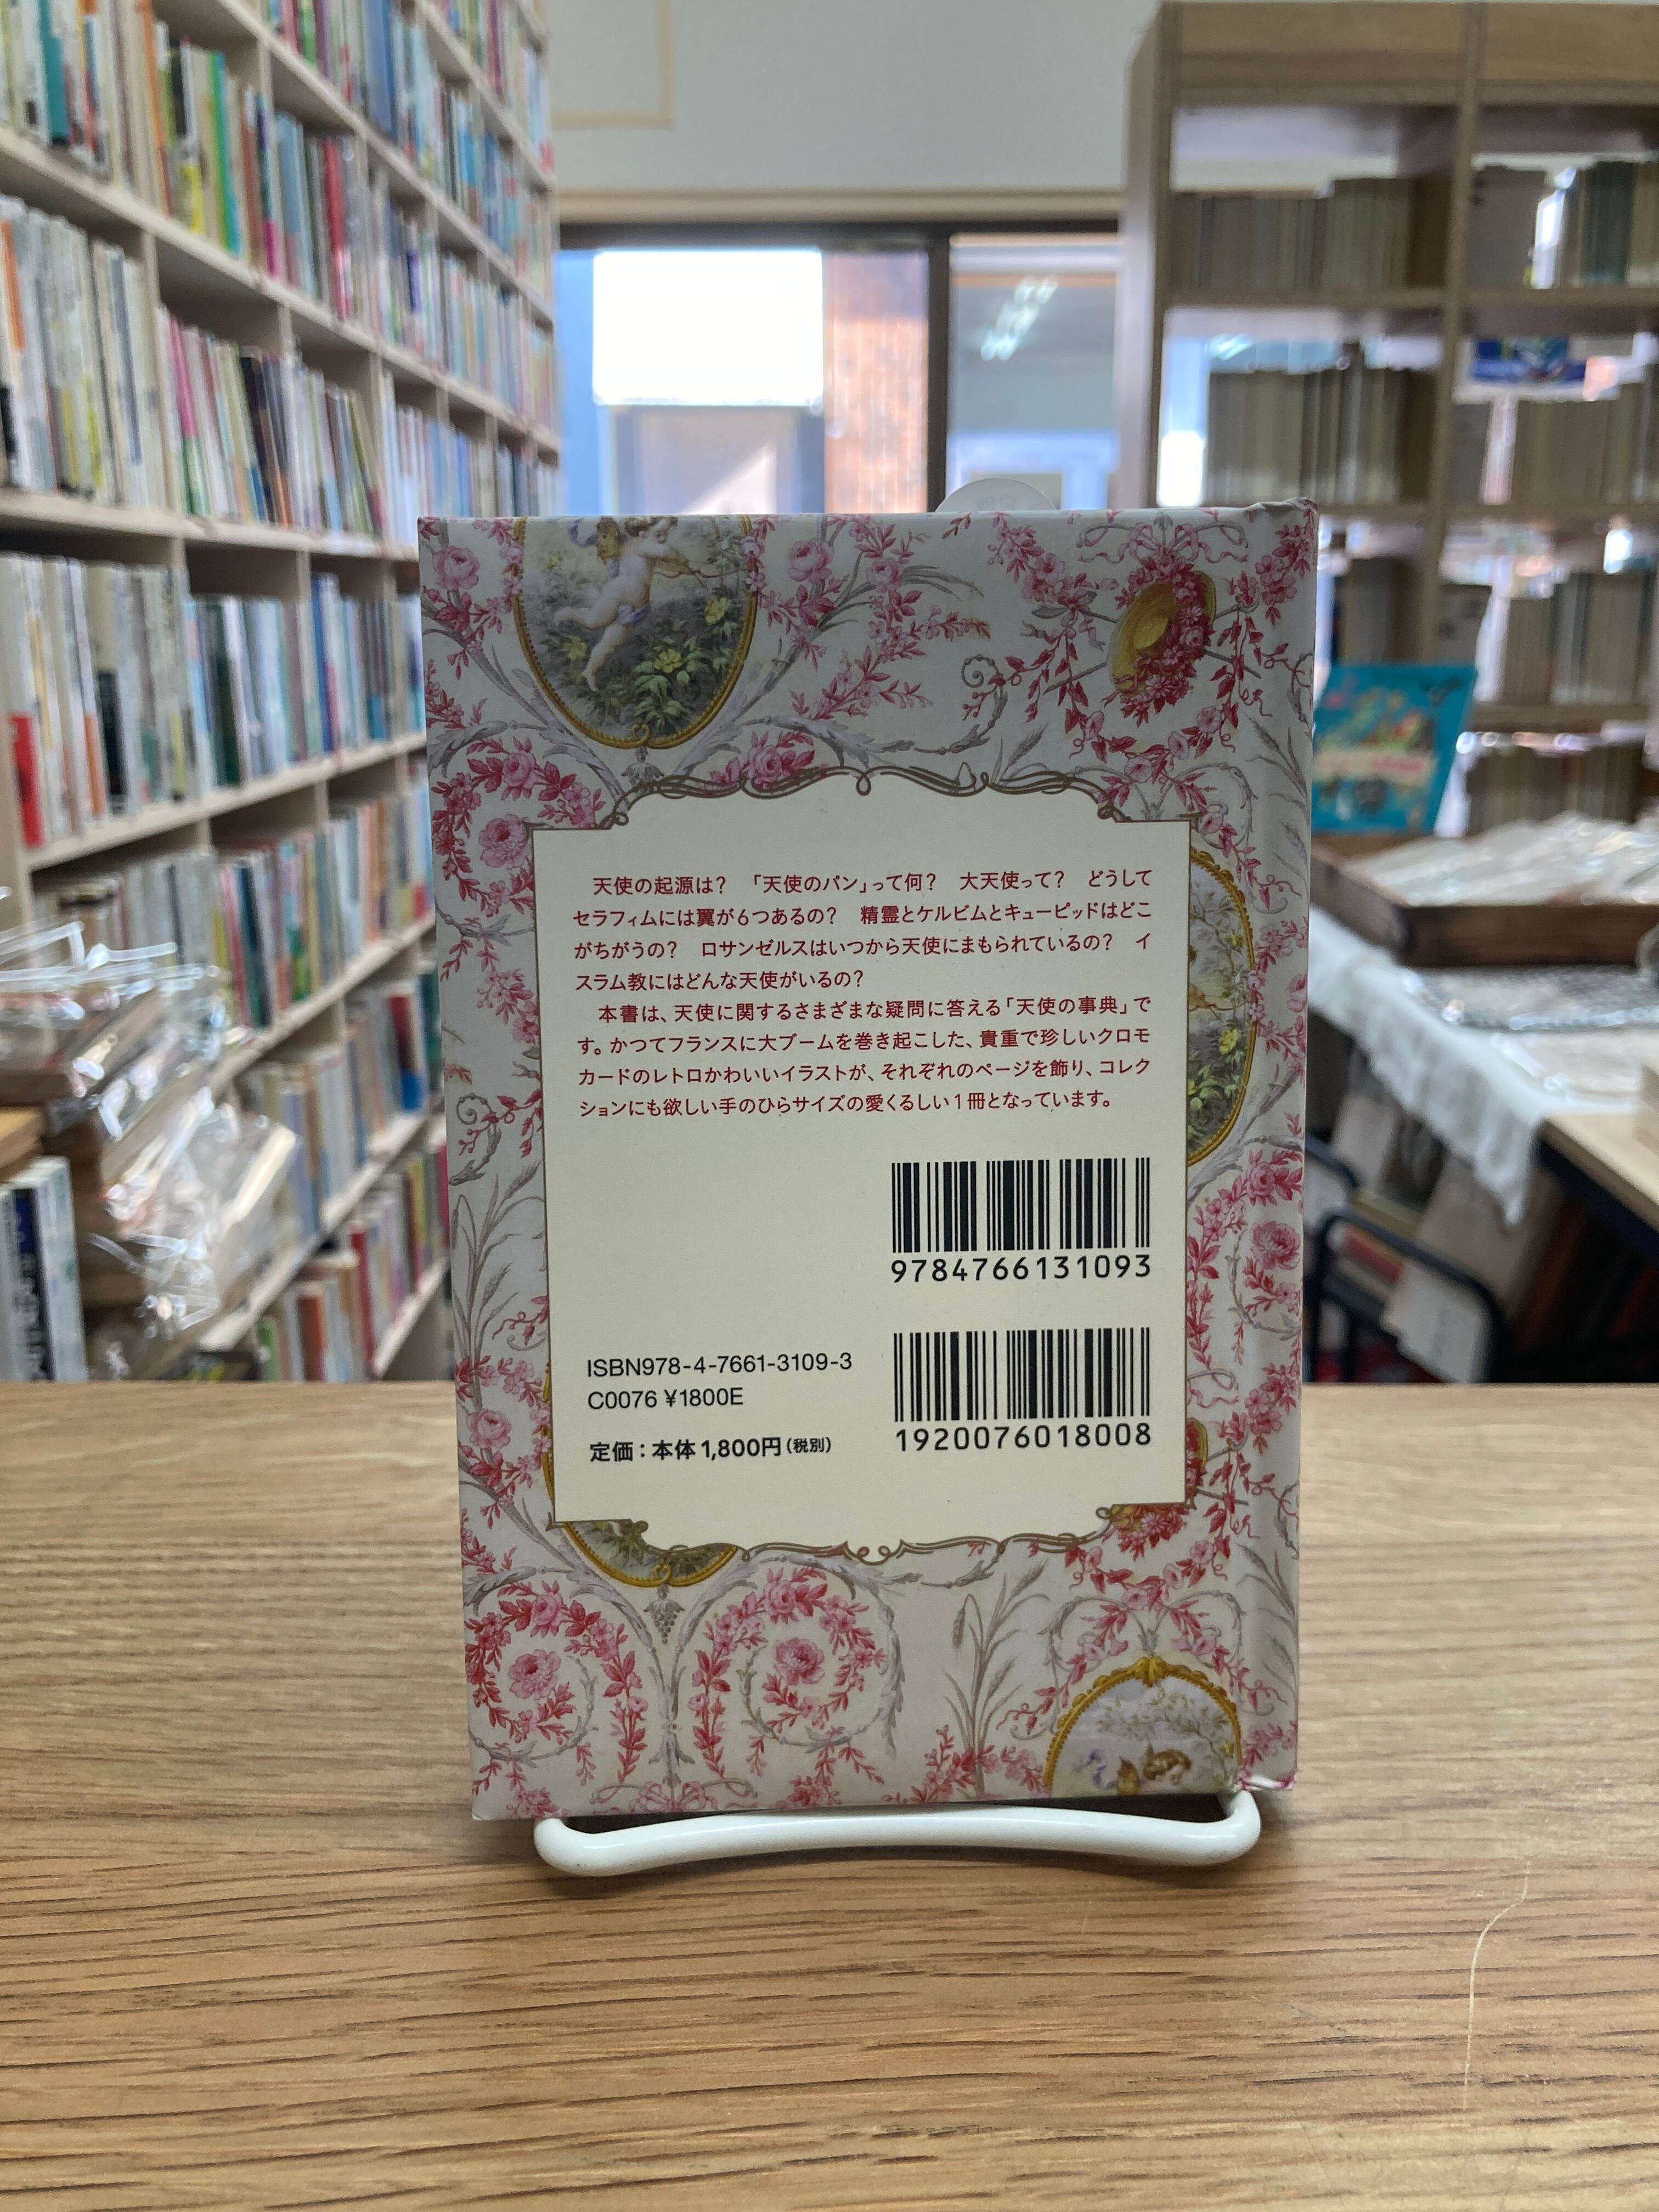 天使の起源は？　「天使のパン」って何？　大天使って？　どうして
セラフィムには翼が6つあるの？　精霊とケルビムとキューピッドはどこ
がちがうの？　ロサンゼルスはいつから天使にまもられているの？　イ
スラム教にはどんな天使がいるの？
本書は、天使に関するさまざまな疑問に答える「天使の事典」で
す。かつてフランスに大ブームを巻き起こした、貴重で珍しいクロモ
カードのレトロかわいいイラストが、それぞれのページを飾り、コレク
ションにも欲しい手のひらサイズの愛くるしい1冊となっています。
9784766131093
ISBN978-4-7661-3109-3
C0076 ¥1800E
定価：本体1,800円（税別）
1920076018008